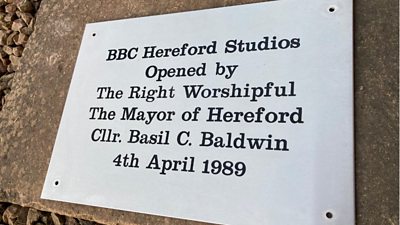 BBC Hereford Studios
Opened by
The Right Worshipful
The Mayor of Hereford
Cllr. Basil C. Baldwin
4th April 1989